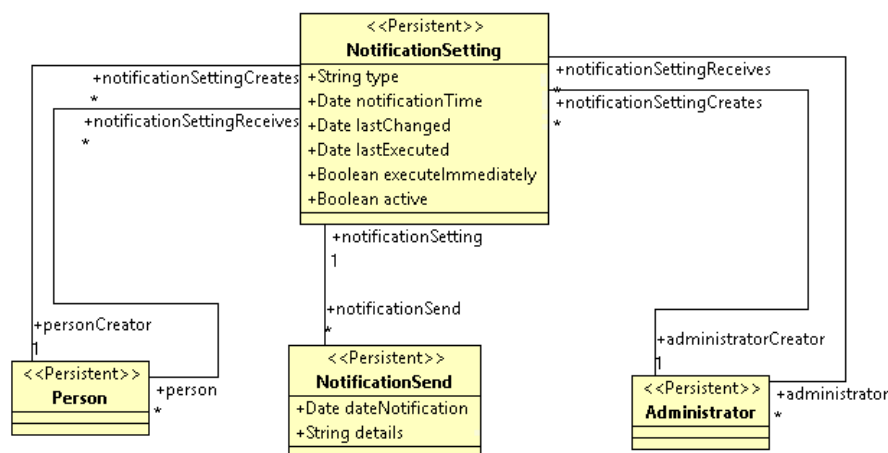 <<Persistent>>
NotificationSetting
+String type
+Date notificationTime
+Date lastChanged
+Date lastExecuted
+Boolean executeImmediately
+Boolean active
+notificationSettingCreates
*
+notificationSettingReceives
*
+notificationSettingReceives
*
+notificationSettingCreates
*
+notificationSetting
1
+notificationSend
*
+personCreator
1
<<Persistent>>
Person
+person
*
<<Persistent>>
NotificationSend
+Date dateNotification
+String details
+administratorCreator
1
<<Persistent>>
Administrator
+administrator
*